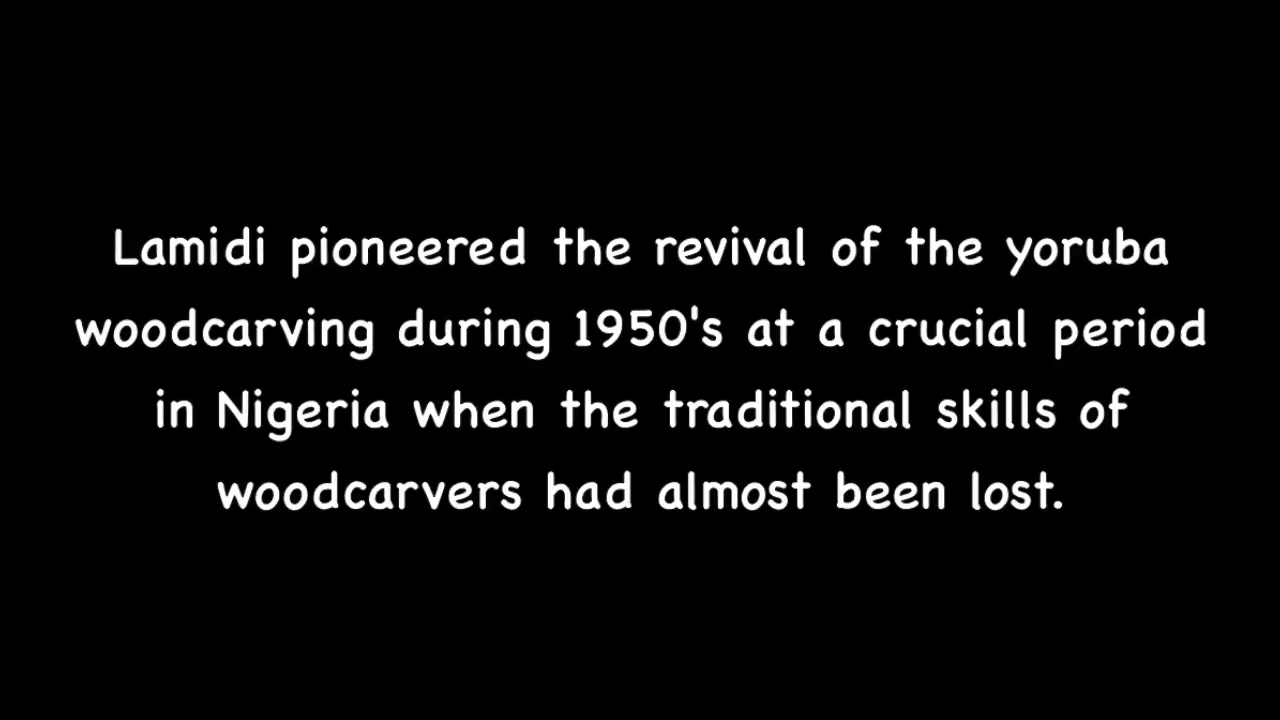 Lamidi pioneered the revival of the yoruba
woodcarving during 1950's at a crucial period
in Nigeria when the traditional skills of
woodcarvers had almost been lost.